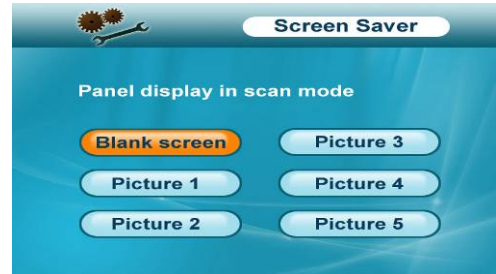 Screen Saver
Panel display in scan mode
Blank screen
Picture 3
Picture 1
Picture 4
Picture 2
Picture 5